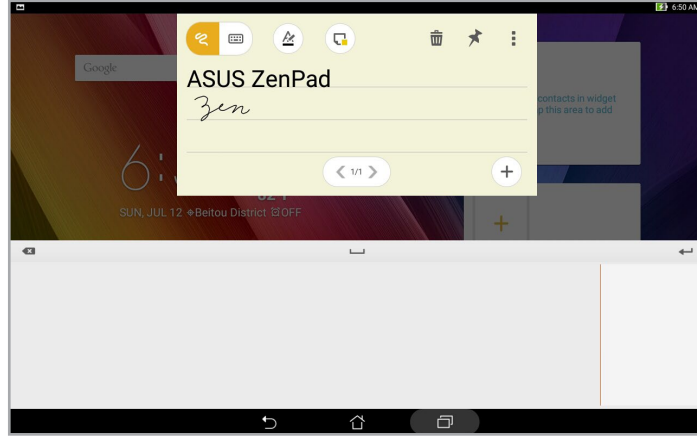 6:50 AM
ASUS ZenPad
Zen
Google
contacts in widget
p this area to add
1/1
6:
SUN, JUL 12 Beitou District OFF